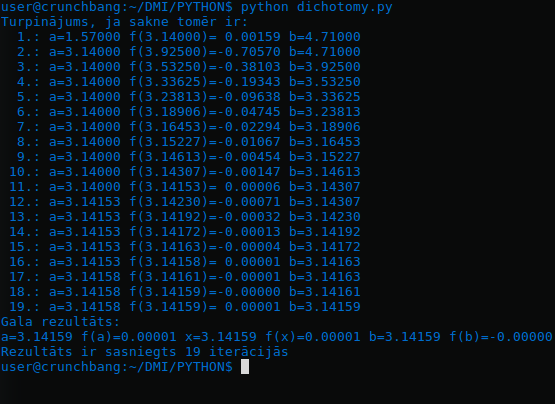 user@crunchbang:~/DMI/PYTHON$ python dichotomy.py
Turpinājums, ja sakne tomēr ir:
  1.: a=1.57000 f(3.14000)= 0.00159 b=4.71000
  2.: a=3.14000 f(3.92500)=-0.70570 b=4.71000
  3.: a=3.14000 f(3.53250)=-0.38103 b=3.92500
  4.: a=3.14000 f(3.33625)=-0.19343 b=3.53250
  5.: a=3.14000 f(3.23813)=-0.09638 b=3.33625
  6.: a=3.14000 f(3.18906)=-0.04745 b=3.23813
  7.: a=3.14000 f(3.16453)=-0.02294 b=3.18906
  8.: a=3.14000 f(3.15227)=-0.01067 b=3.16453
  9.: a=3.14000 f(3.14613)=-0.00454 b=3.15227
 10.: a=3.14000 f(3.14307)=-0.00147 b=3.14613
 11.: a=3.14000 f(3.14153)= 0.00006 b=3.14307
 12.: a=3.14153 f(3.14230)=-0.00071 b=3.14307
 13.: a=3.14153 f(3.14192)=-0.00032 b=3.14230
 14.: a=3.14153 f(3.14172)=-0.00013 b=3.14192
 15.: a=3.14153 f(3.14163)=-0.00004 b=3.14172
 16.: a=3.14153 f(3.14158)= 0.00001 b=3.14163
 17.: a=3.14158 f(3.14161)=-0.00001 b=3.14163
 18.: a=3.14158 f(3.14159)=-0.00000 b=3.14161
 19.: a=3.14158 f(3.14159)= 0.00001 b=3.14159
Gala rezultāts:
a=3.14159 f(a)=0.00001 x=3.14159 f(x)=0.00001 b=3.14159 f(b)=-0.00000
Rezultāts ir sasniegts 19 iterācijās
user@crunchbang:~/DMI/PYTHON$